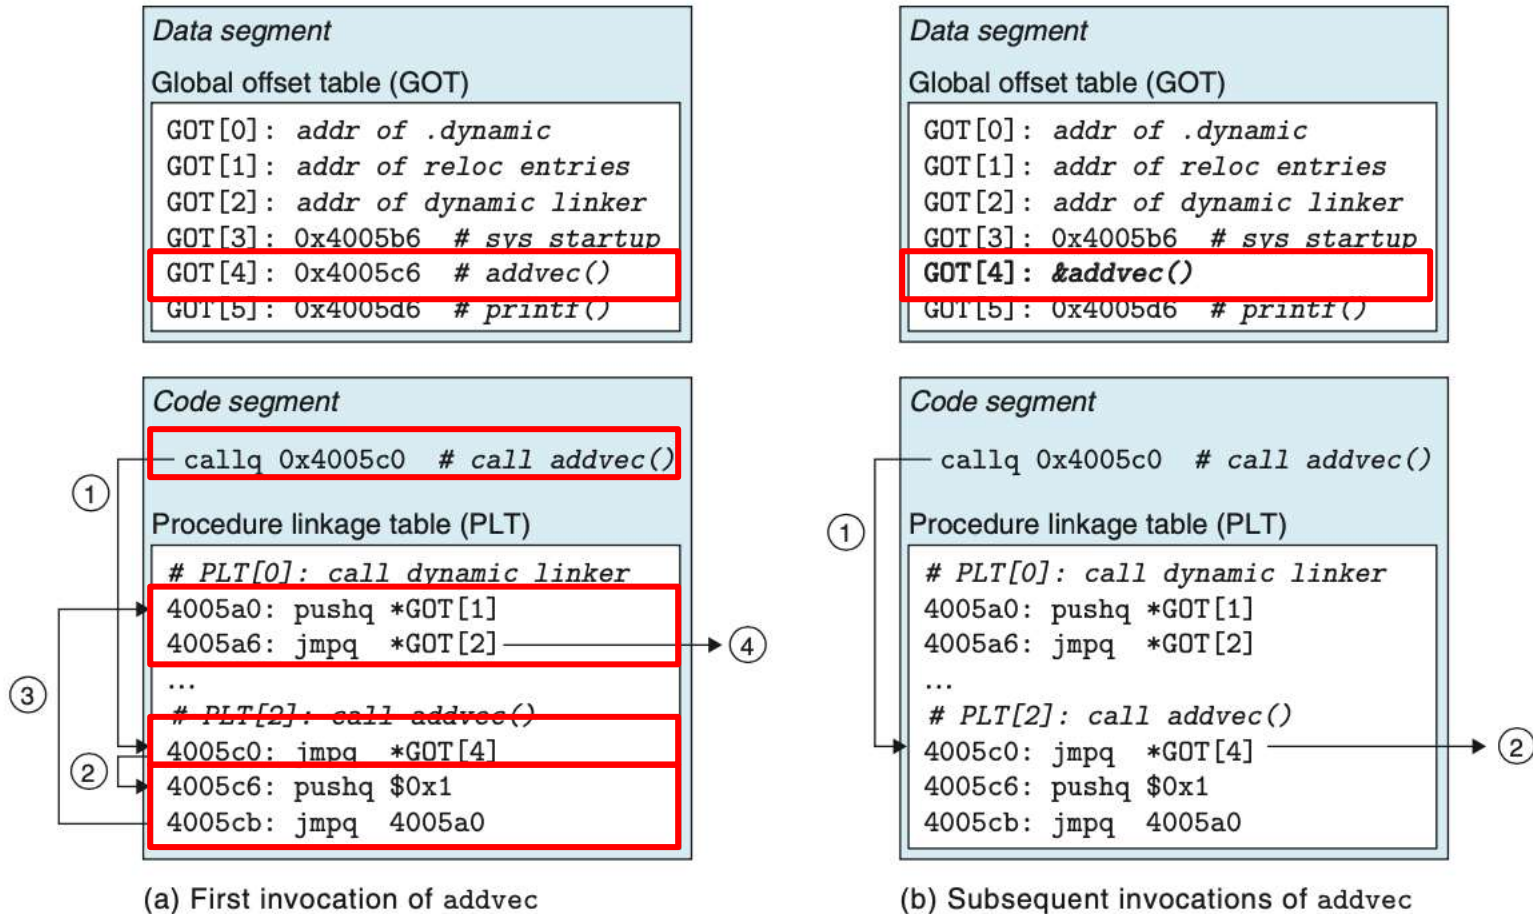 Data segment
Global offset table (GOT)
GOT[0]: addr of .dynamic
GOT[1]: addr of reloc entries
GOT[2]: addr of dynamic linker
GOT[3]: 0x4005b6 # sys startup
GOT[4]: 0x4005c6 # addvec()
GOT[5]: 0x4005d6 # printf()
Code segment
callq 0x4005c0 # call addvec()
1
Procedure linkage table (PLT)
# PLT[0]: call dynamic linker
4005a0: pushq *GOT[1]
4005a6: jmpq *GOT[2]
4
...
3
# PLT[2]: call addvec()
4005c0: jmpq *GOT[4]
2
4005c6: pushq $0x1
4005cb: jmpq 4005a0
(a) First invocation of addvec
Data segment
Global offset table (GOT)
GOT[0]: addr of .dynamic
GOT[1]: addr of reloc entries
GOT[2]: addr of dynamic linker
GOT[3]: 0x4005b6 # sys startup
GOT[4]: &addvec()
GOT[5]: 0x4005d6 # printf()
Code segment
callq 0x4005c0 # call addvec()
1
Procedure linkage table (PLT)
# PLT[0]: call dynamic linker
4005a0: pushq *GOT[1]
4005a6: jmpq *GOT[2]
...
# PLT[2]: call addvec()
4005c0: jmpq *GOT[4]
2
4005c6: pushq $0x1
4005cb: jmpq 4005a0
(b) Subsequent invocations of addvec